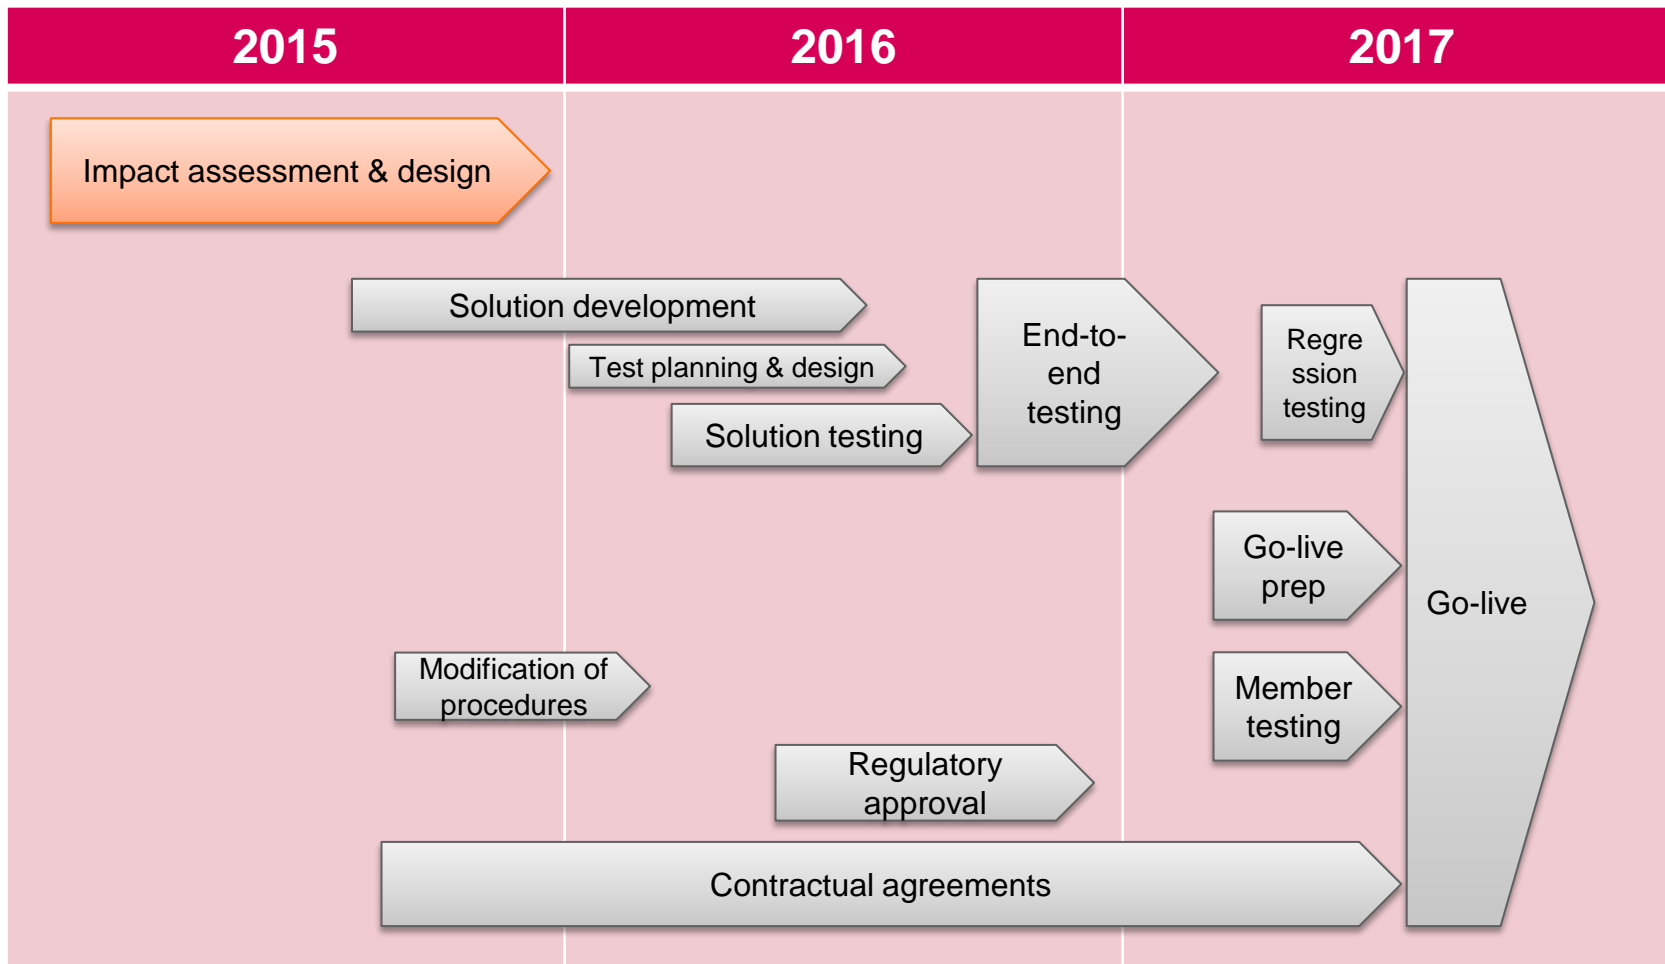 2015
2016
2017
Impact assessment & design
Solution development
Test planning & design
Solution testing
End-to-
end
testing
Regre
ssion
testing
Go-live
prep
Go-live
Modification of
procedures
Member
testing
Regulatory
approval
Contractual agreements